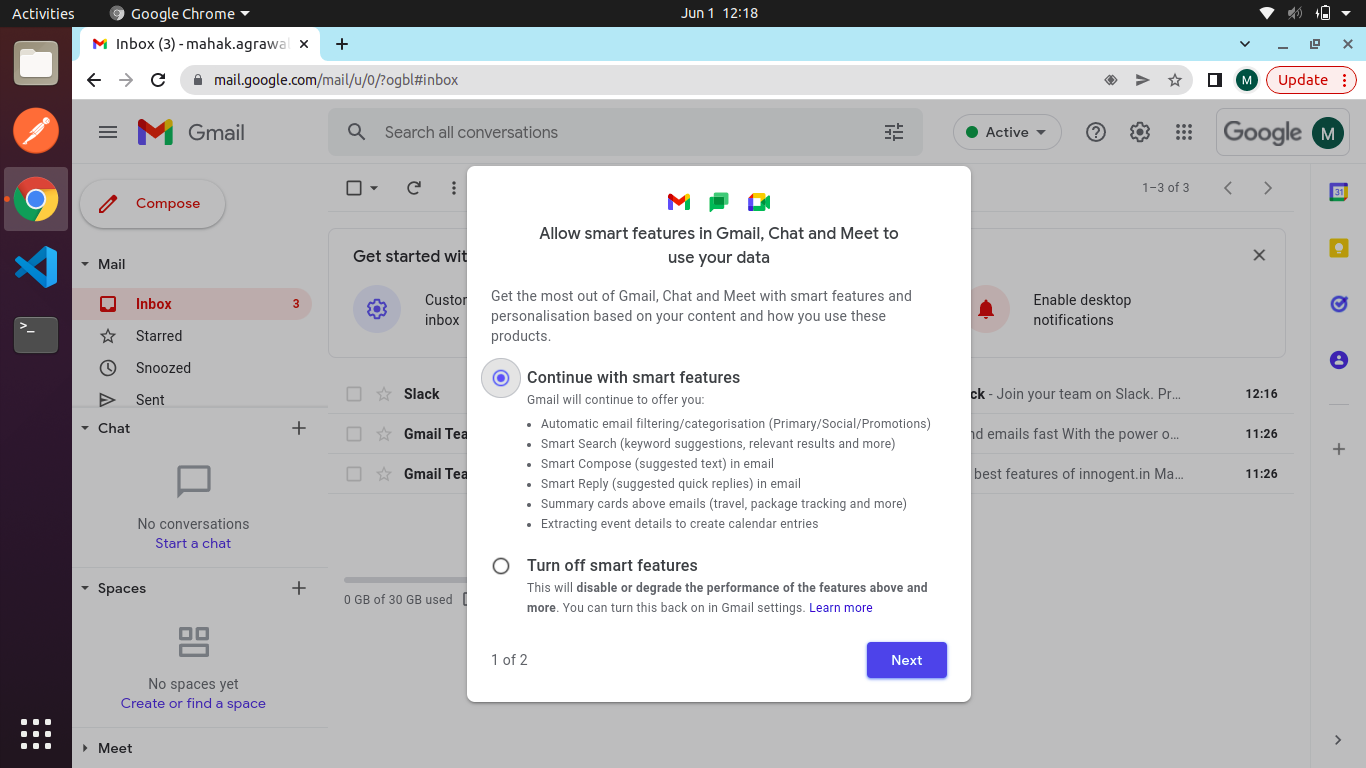 Activities
Google Chrome
Jun 1 12:18
Inbox (3) - mahak.agrawal
mail.google.com/mail/u/0/?ogbl#inbox
M
Update
Gmail
Search all conversations
Active
Google
M
Compose
1–3 of 3
31
Mail
Inbox 3
Starred
Snoozed
Sent
Get started wit
Custor
inbox
Enable desktop
notifications
Slack
ck - Join your team on Slack. Pr… 12:16
Gmail Tea
nd emails fast With the power o… 11:26
Gmail Tea
best features of innogent.in Ma… 11:26
Allow smart features in Gmail, Chat and Meet to
use your data
Get the most out of Gmail, Chat and Meet with smart features and
personalisation based on your content and how you use these
products.
Continue with smart features
Gmail will continue to offer you:
• Automatic email filtering/categorisation (Primary/Social/Promotions)
• Smart Search (keyword suggestions, relevant results and more)
• Smart Compose (suggested text) in email
• Smart Reply (suggested quick replies) in email
• Summary cards above emails (travel, package tracking and more)
• Extracting event details to create calendar entries
Turn off smart features
This will disable or degrade the performance of the features above and
more. You can turn this back on in Gmail settings. Learn more
1 of 2
Next
Chat
No conversations
Start a chat
Spaces
No spaces yet
Create or find a space
Meet
0 GB of 30 GB used